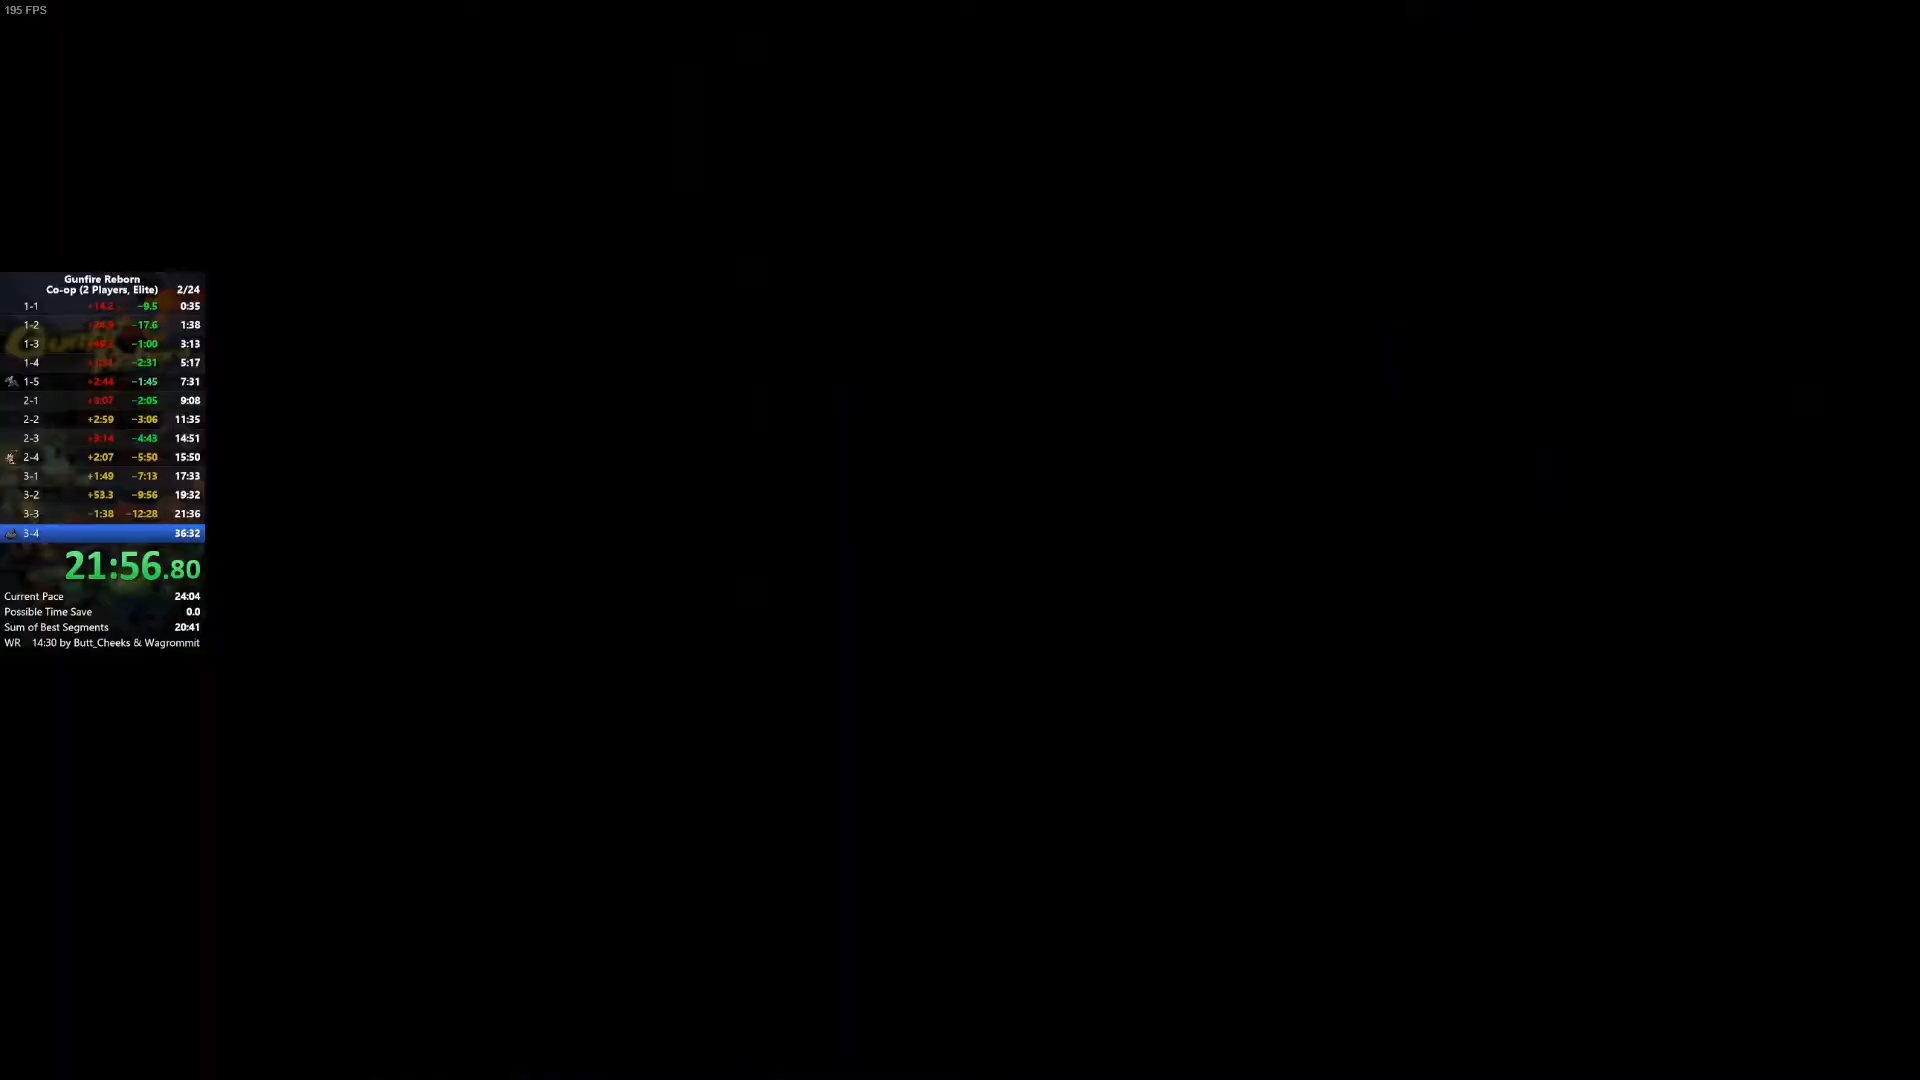 195 FPS
Gunfire Reborn
Co-op (2 Players, Elite) 2/24
1-1 +14.2 −9.5 0:35
1-2 −17.6 1:38
1-3 −1:00 3:13
1-4 −2:31 5:17
1-5 +2:44 −1:45 7:31
2-1 +3:07 −2:05 9:08
2-2 +2:59 −3:06 11:35
2-3 +3:14 −4:43 14:51
2-4 +2:07 −5:50 15:50
3-1 +1:49 −7:13 17:33
3-2 +53.3 −9:56 19:32
3-3 −1:38 −12:28 21:36
3-4 36:32
21:56.80
Current Pace 24:04
Possible Time Save 0.0
Sum of Best Segments 20:41
WR 14:30 by Butt_Cheeks & Wagrommit